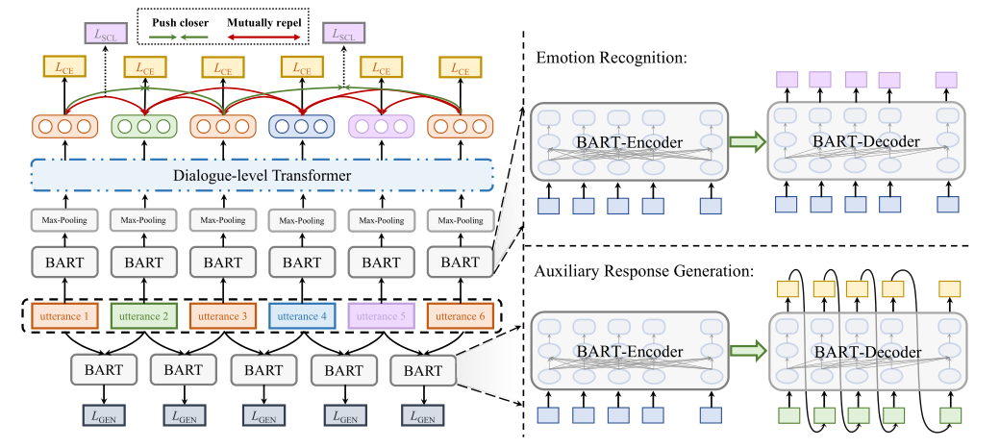 L_SCL Push closer Mutually repel L_SCL
L_CE L_CE L_CE L_CE L_CE L_CE
Dialogue-level Transformer
Max-Pooling Max-Pooling Max-Pooling Max-Pooling Max-Pooling Max-Pooling
BART BART BART BART BART BART
utterance 1 utterance 2 utterance 3 utterance 4 utterance 5 utterance 6
BART BART BART BART BART
L_GEN L_GEN L_GEN L_GEN L_GEN
Emotion Recognition:
BART-Encoder BART-Decoder
Auxiliary Response Generation:
BART-Encoder BART-Decoder